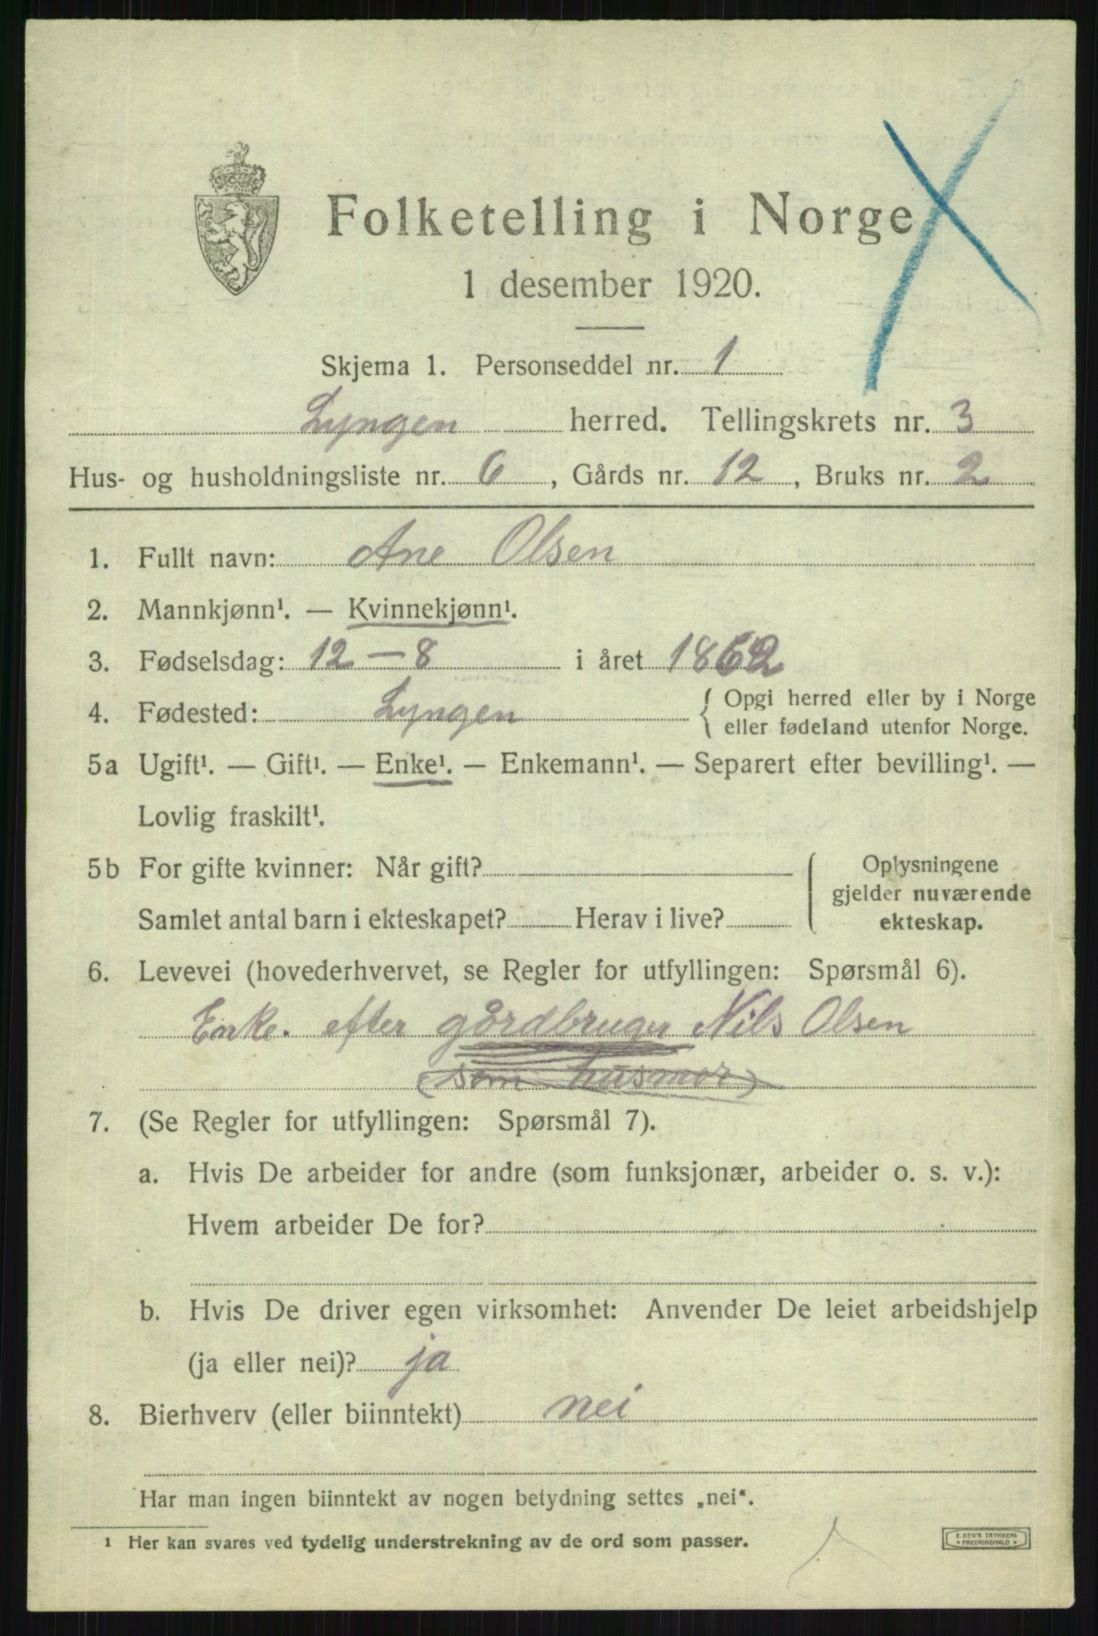 Folketelling i Norge
1 desember 1920.
Skjema 1. Personseddel nr. 1
Lyngen herred. Tellingskrets nr. 3
Hus- og husholdningsliste nr. 6, Gårds nr. 12, Bruks nr. 2
1. Fullt navn: Ane Olsen
2. Mannkjønn¹. — Kvinnekjønn¹.
3. Fødselsdag: 12 — 8 i året 1862
4. Fødested: Lyngen { Opgi herred eller by i Norge
eller fødeland utenfor Norge.
5a Ugift¹. — Gift¹. — Enke¹. — Enkemann¹. — Separert efter bevilling¹. —
Lovlig fraskilt¹.
5b For gifte kvinner: Når gift?
Samlet antal barn i ekteskapet? Herav i live?
Oplysningene
gjelder nuværende
ekteskap.
6. Levevei (hovederhvervet, se Regler for utfyllingen: Spørsmål 6).
Enke. efter gårdbruger Nils Olsen
(som husmor)
7. (Se Regler for utfyllingen: Spørsmål 7).
a. Hvis De arbeider for andre (som funksjonær, arbeider o. s. v.):
Hvem arbeider De for?
b. Hvis De driver egen virksomhet: Anvender De leiet arbeidshjelp
(ja eller nei)? ja
8. Bierhverv (eller biinntekt) nei
Har man ingen biinntekt av nogen betydning settes „nei“.
¹ Her kan svares ved tydelig understrekning av de ord som passer.
E. SEM'S TRYKKERI
FREDRIKSHALD